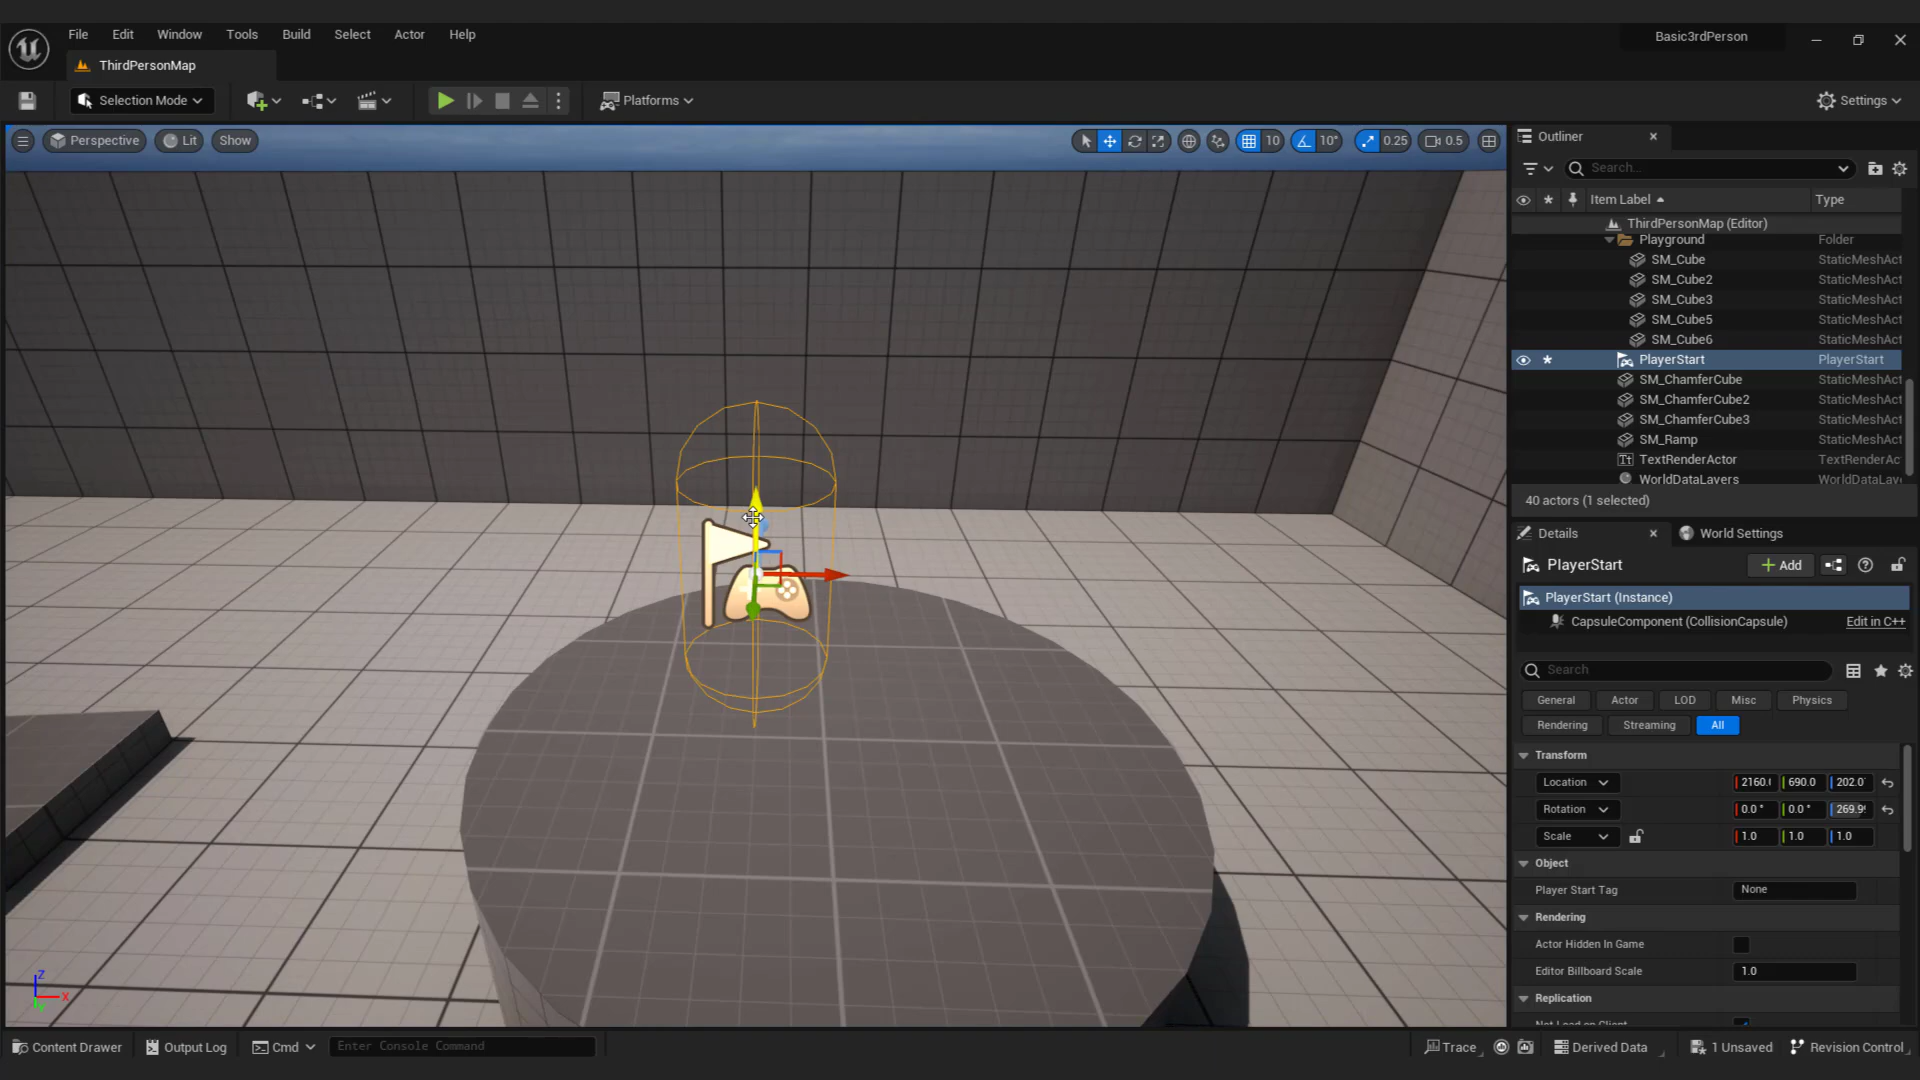 File Edit Window Tools Build Select Actor Help
Basic3rdPerson
ThirdPersonMap
Selection Mode
Platforms
Settings
Perspective Lit Show
10 10° 0.25 0.5
Outliner
Search...
Item Label Type
ThirdPersonMap (Editor)
Playground Folder
SM_Cube StaticMeshAct
SM_Cube2 StaticMeshAct
SM_Cube3 StaticMeshAct
SM_Cube5 StaticMeshAct
SM_Cube6 StaticMeshAct
PlayerStart PlayerStart
SM_ChamferCube StaticMeshAct
SM_ChamferCube2 StaticMeshAct
SM_ChamferCube3 StaticMeshAct
SM_Ramp StaticMeshAct
TextRenderActor TextRenderAc
WorldDataLayers WorldDataLay
40 actors (1 selected)
Details World Settings
PlayerStart + Add
PlayerStart (Instance)
CapsuleComponent (CollisionCapsule) Edit in C++
Search
General Actor LOD Misc Physics
Rendering Streaming All
Transform
Location 2160. 690.0 202.0
Rotation 0.0 ° 0.0 ° 269.9
Scale 1.0 1.0 1.0
Object
Player Start Tag None
Rendering
Actor Hidden In Game
Editor Billboard Scale 1.0
Replication
Net Load on Client
Z
X
Content Drawer Output Log Cmd Enter Console Command Trace Derived Data 1 Unsaved Revision Control